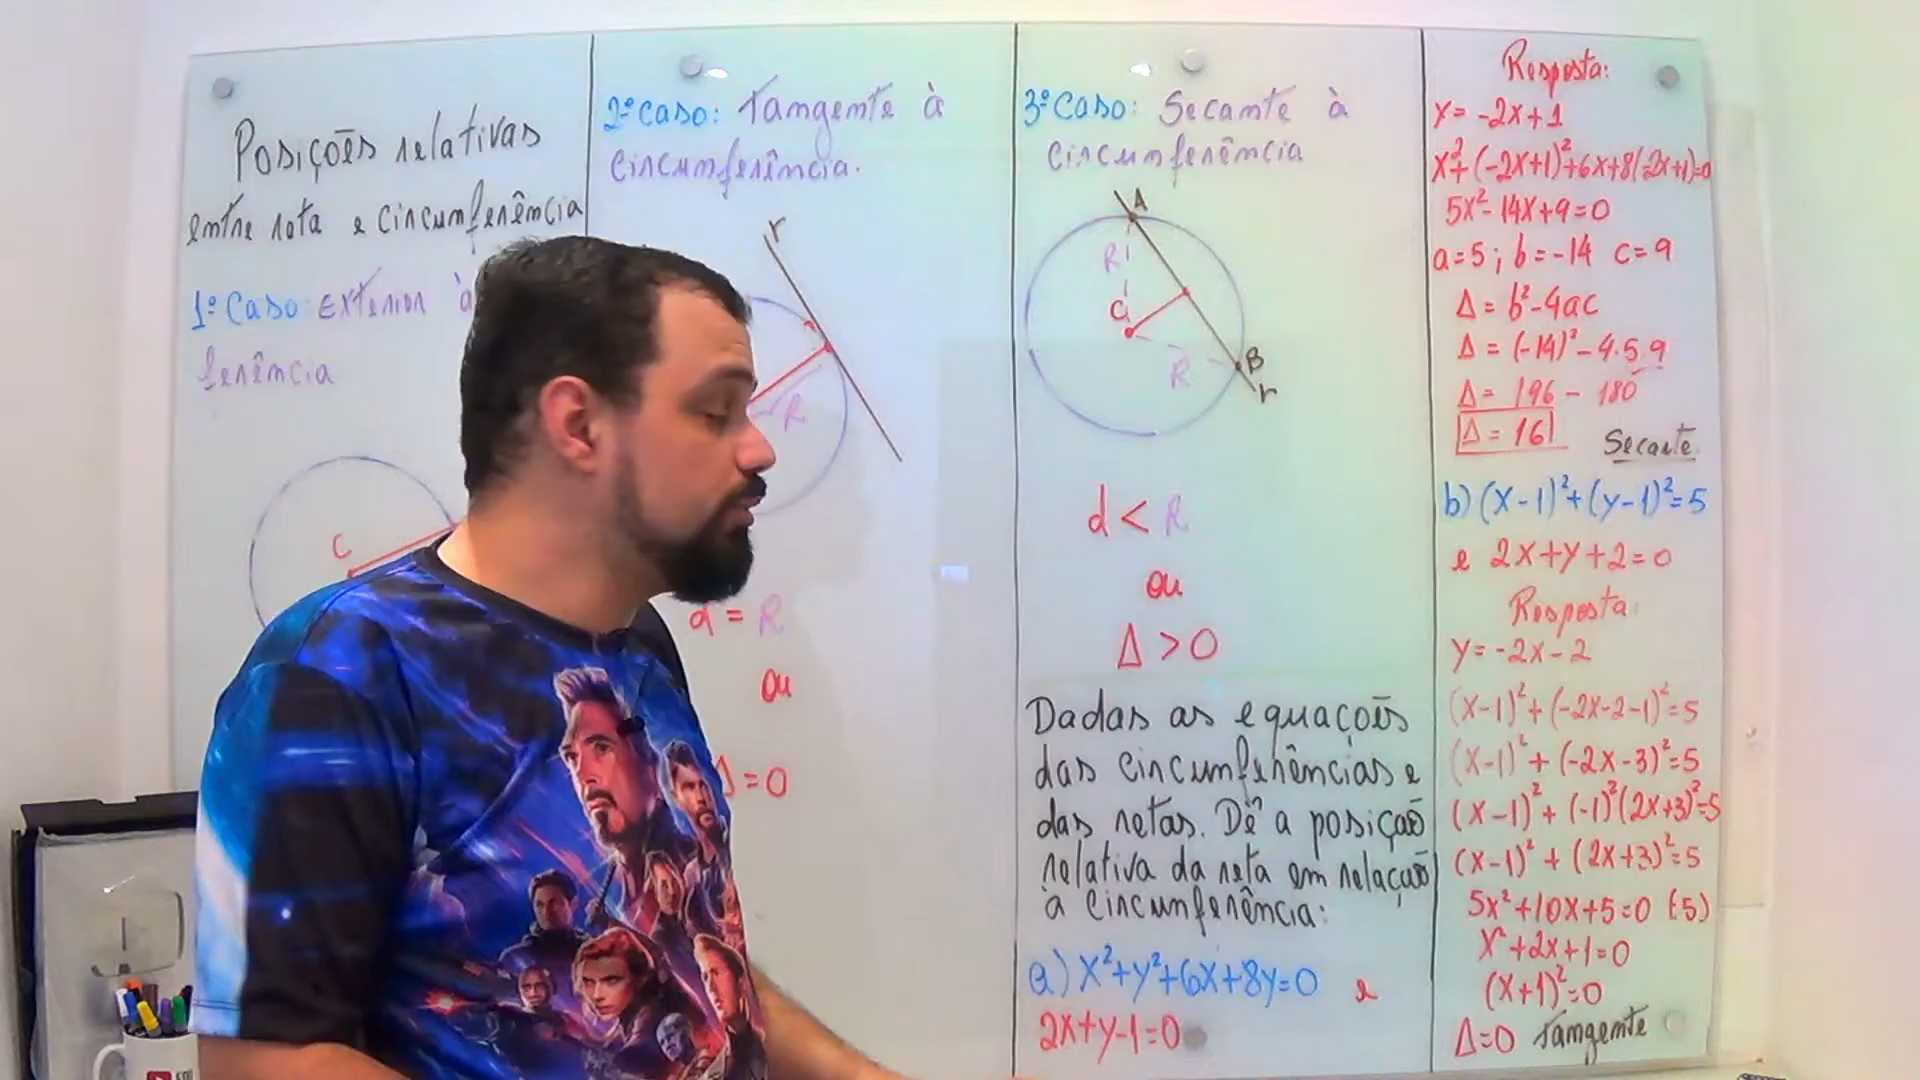 Posições relativas
entre reta e circunferência
1º Caso: Exterior à
ferência
C
2º caso: Tangente à
circunferência.
r
R
d = R
ou
Δ=0
3º caso: Secante à
circunferência
A
R
C
R
B
r
d < R
ou
Δ > 0
Dadas as equações
das circunferências e
das retas. Dê a posição
relativa da reta em relação
à circunferência:
a) x²+y²+6x+8y=0 e
2x+y-1=0
Resposta:
y = -2x+1
x²+(-2x+1)²+6x+8(-2x+1)=0
5x²-14x+9=0
a=5; b=-14 c=9
Δ = b²-4ac
Δ = (-14)²-4.5.9
Δ = 196 - 180
Δ = 16
Secante
b) (x-1)²+(y-1)²=5
e 2x+y+2=0
Resposta:
y=-2x-2
(x-1)²+(-2x-2-1)²=5
(x-1)²+(-2x-3)²=5
(x-1)²+(-1)²(2x+3)²=5
(x-1)²+(2x+3)²=5
5x²+10x+5=0 (:5)
x²+2x+1=0
(x+1)²=0
Δ=0 Tangente